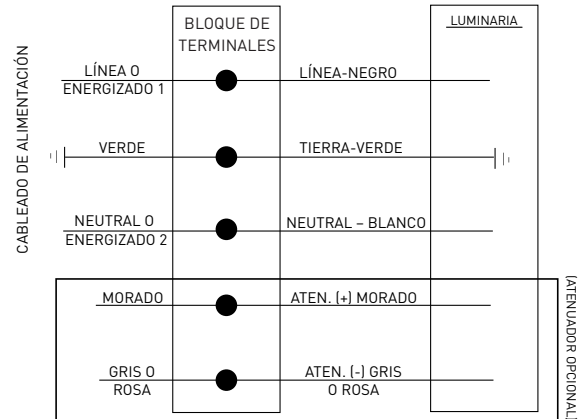 BLOQUE DE
TERMINALES
LUMINARIA
CABLEADO DE ALIMENTACIÓN
LÍNEA O
ENERGIZADO 1
LÍNEA-NEGRO
VERDE
TIERRA-VERDE
NEUTRAL O
ENERGIZADO 2
NEUTRAL – BLANCO
MORADO
ATEN. (+) MORADO
GRIS O
ROSA
ATEN. (-) GRIS
O ROSA
(ATENUADOR OPCIONAL)